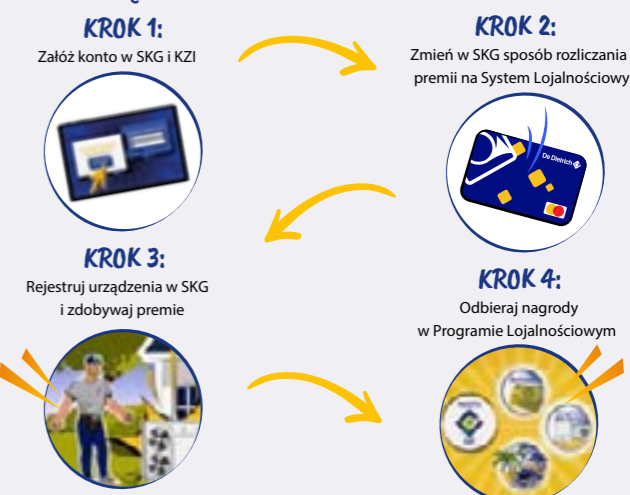 KROK 1:
Załóż konto w SKG i KZI
KROK 2:
Zmień w SKG sposób rozliczania
premii na System Lojalnościowy
De Dietrich
KROK 3:
Rejestruj urządzenia w SKG
i zdobywaj premie
KROK 4:
Odbieraj nagrody
w Programie Lojalnościowym